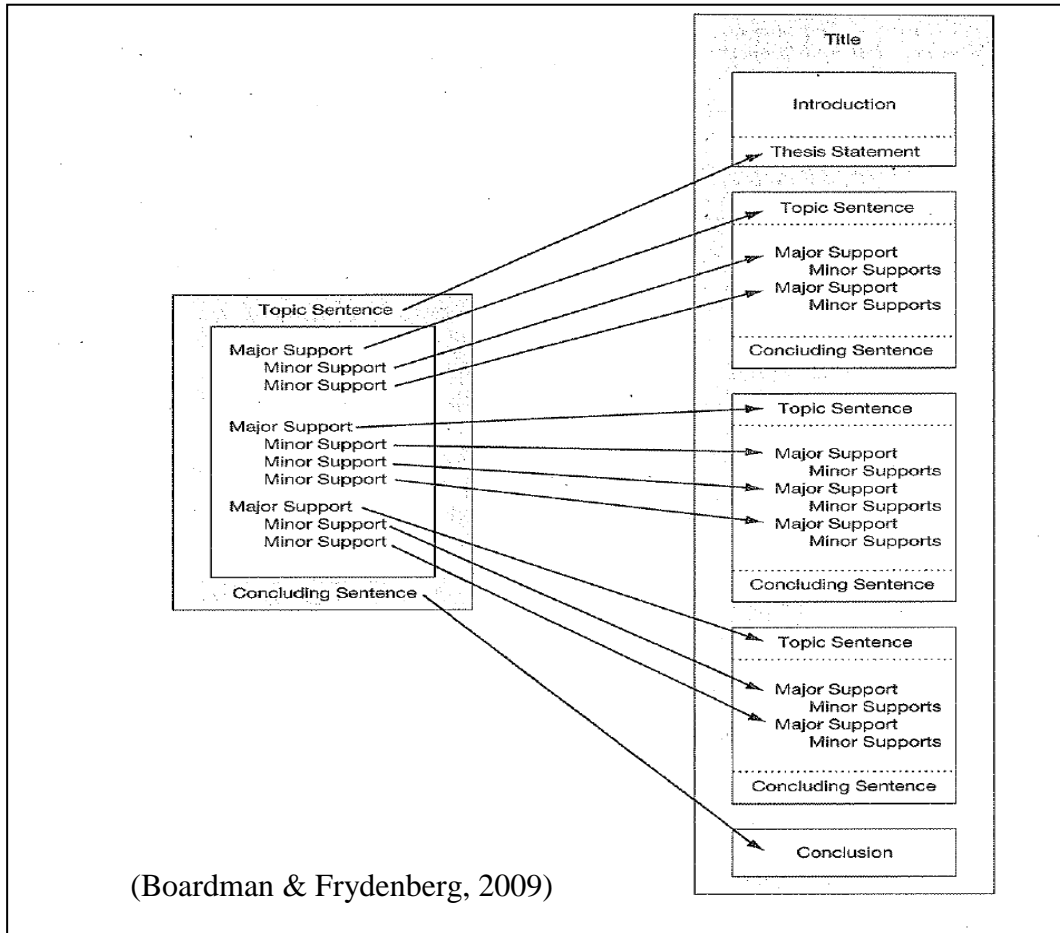 Topic Sentence
Major Support
Minor Support
Minor Support
Major Support
Minor Support
Minor Support
Minor Support
Major Support
Minor Support
Minor Support
Concluding Sentence
Title
Introduction
Thesis Statement
Topic Sentence
Major Support
Minor Supports
Major Support
Minor Supports
Concluding Sentence
Topic Sentence
Major Support
Minor Supports
Major Support
Minor Supports
Major Support
Minor Supports
Concluding Sentence
Topic Sentence
Major Support
Minor Supports
Major Support
Minor Supports
Concluding Sentence
Conclusion
(Boardman & Frydenberg, 2009)